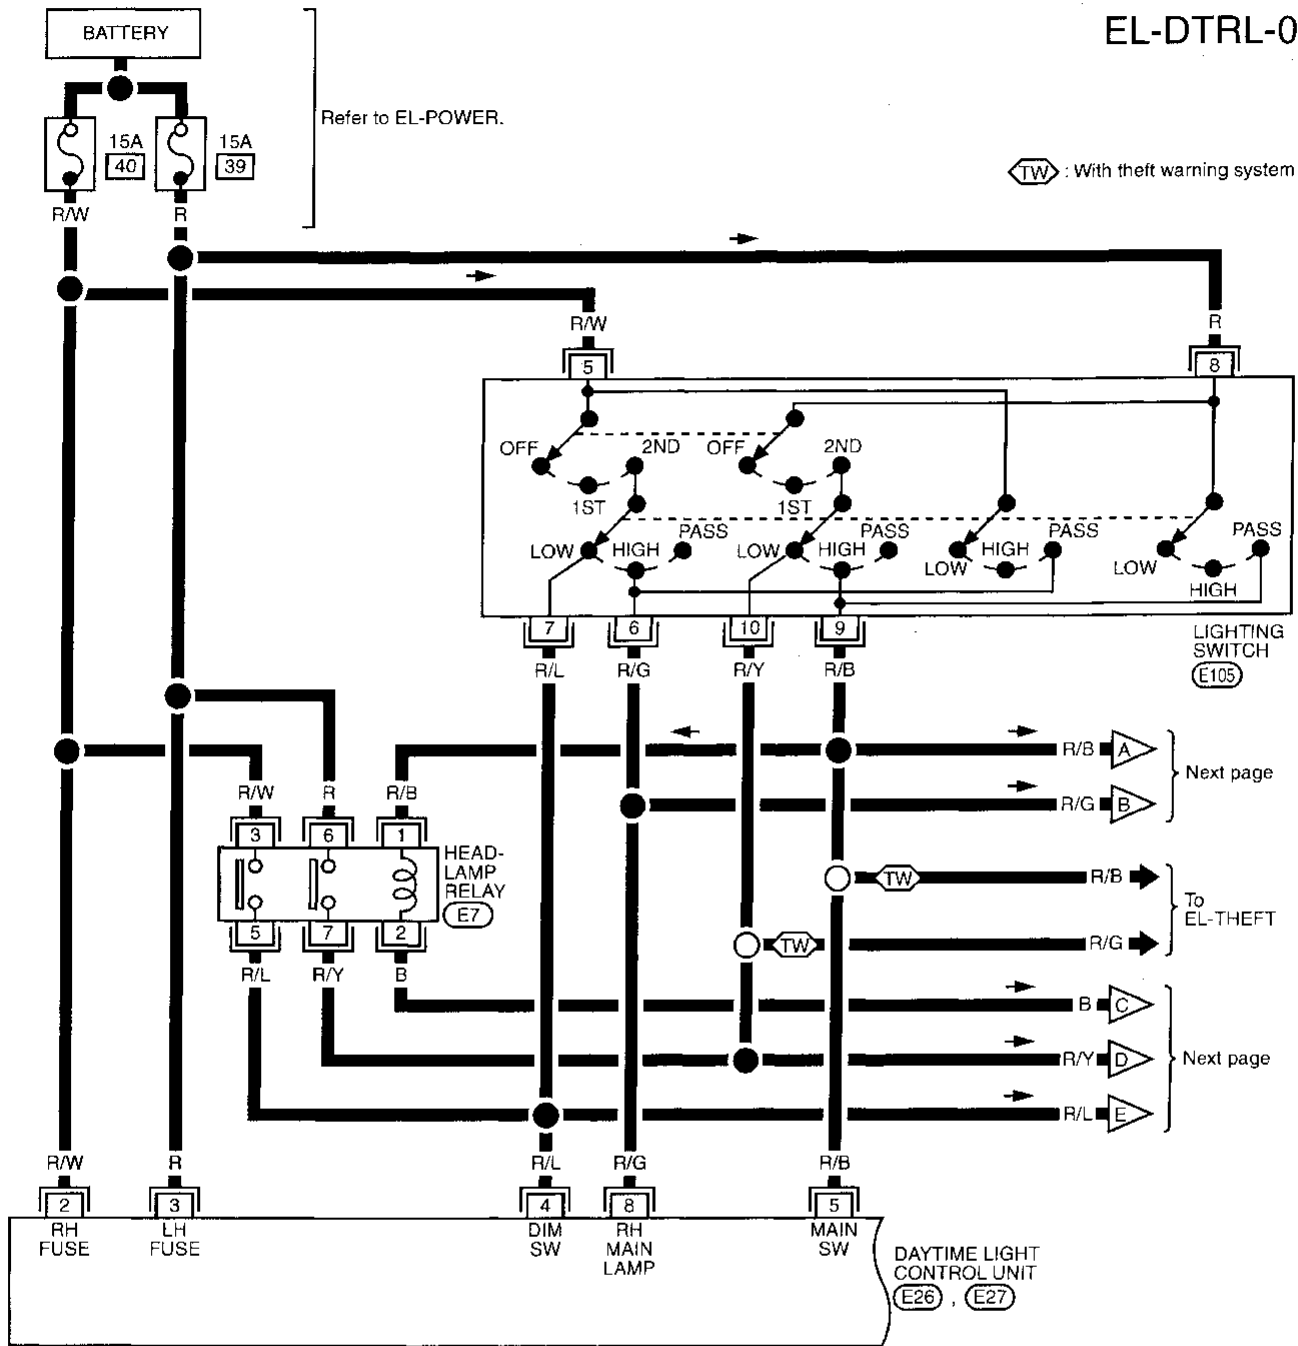 EL-DTRL-0
BATTERY
Refer to EL-POWER.
15A
40
15A
39
TW : With theft warning system
R/W
R
R/W
R
5
8
OFF
2ND
OFF
2ND
1ST
1ST
LOW
HIGH
PASS
LOW
HIGH
PASS
LOW
HIGH
PASS
LOW
HIGH
PASS
7
6
10
9
LIGHTING
SWITCH
E105
R/L
R/G
R/Y
R/B
R/B
A
Next page
R/G
B
R/W
R
R/B
3
6
1
HEAD-
LAMP
RELAY
E7
5
7
2
R/L
R/Y
B
TW
R/B
To
EL-THEFT
TW
R/G
B
C
R/Y
D
Next page
R/L
E
R/W
R
R/L
R/G
R/B
2
3
4
8
5
RH
FUSE
LH
FUSE
DIM
SW
RH
MAIN
LAMP
MAIN
SW
DAYTIME LIGHT
CONTROL UNIT
E26 , E27